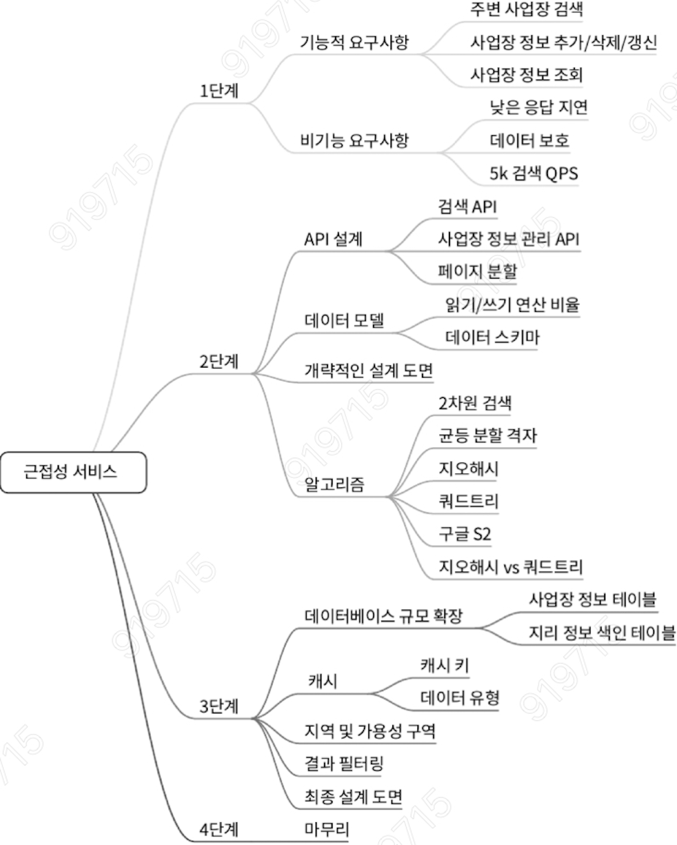 근접성 서비스
1단계
기능적 요구사항
주변 사업장 검색
사업장 정보 추가/삭제/갱신
사업장 정보 조회
비기능 요구사항
낮은 응답 지연
데이터 보호
5k 검색 QPS
2단계
API 설계
검색 API
사업장 정보 관리 API
페이지 분할
데이터 모델
읽기/쓰기 연산 비율
데이터 스키마
개략적인 설계 도면
알고리즘
2차원 검색
균등 분할 격자
지오해시
쿼드트리
구글 S2
지오해시 vs 쿼드트리
3단계
데이터베이스 규모 확장
사업장 정보 테이블
지리 정보 색인 테이블
캐시
캐시 키
데이터 유형
지역 및 가용성 구역
결과 필터링
최종 설계 도면
4단계
마무리
919715
919715
919715
919715
919715
919715
919715